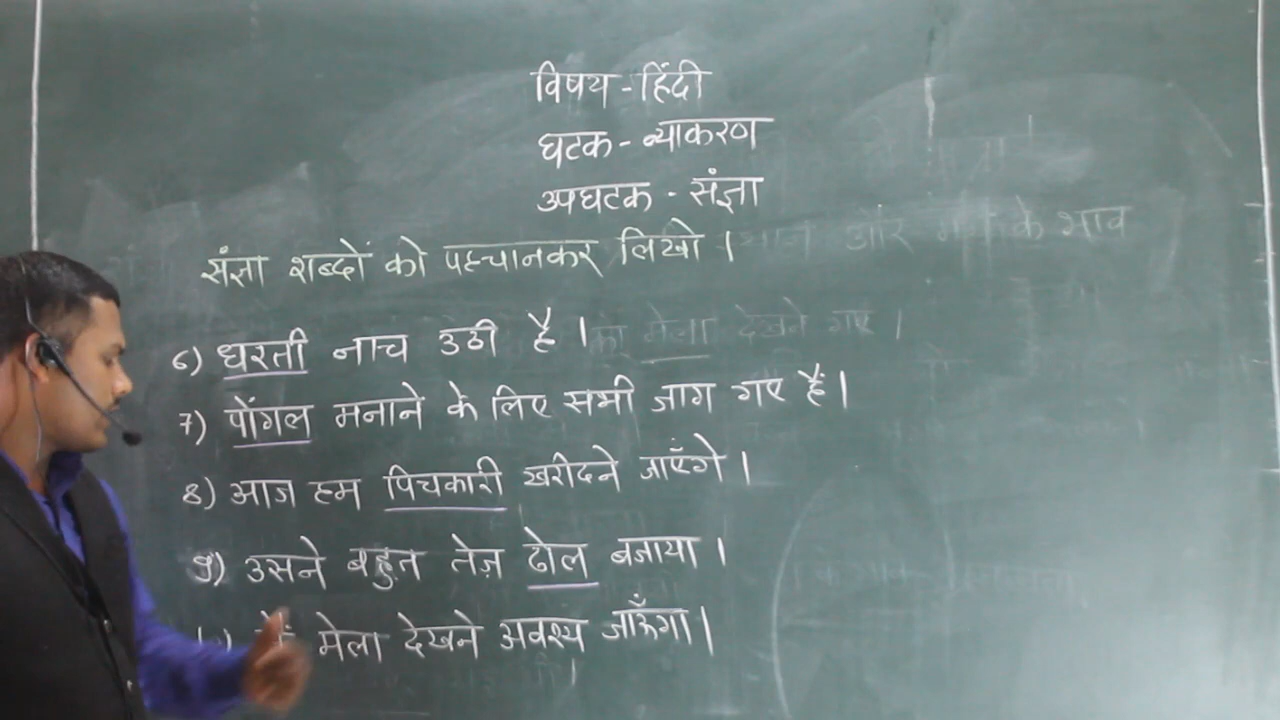 विषय - हिंदी
घटक - व्याकरण
उपघटक - संज्ञा
संज्ञा शब्दों को पहचानकर लिखो ।
6) धरती नाच उठी है ।
7) पोंगल मनाने के लिए सभी जाग गए हैं ।
8) आज हम पिचकारी खरीदने जाएँगे ।
9) उसने बहुत तेज़ ढोल बजाया ।
मेला देखने अवश्य जाऊँगा ।